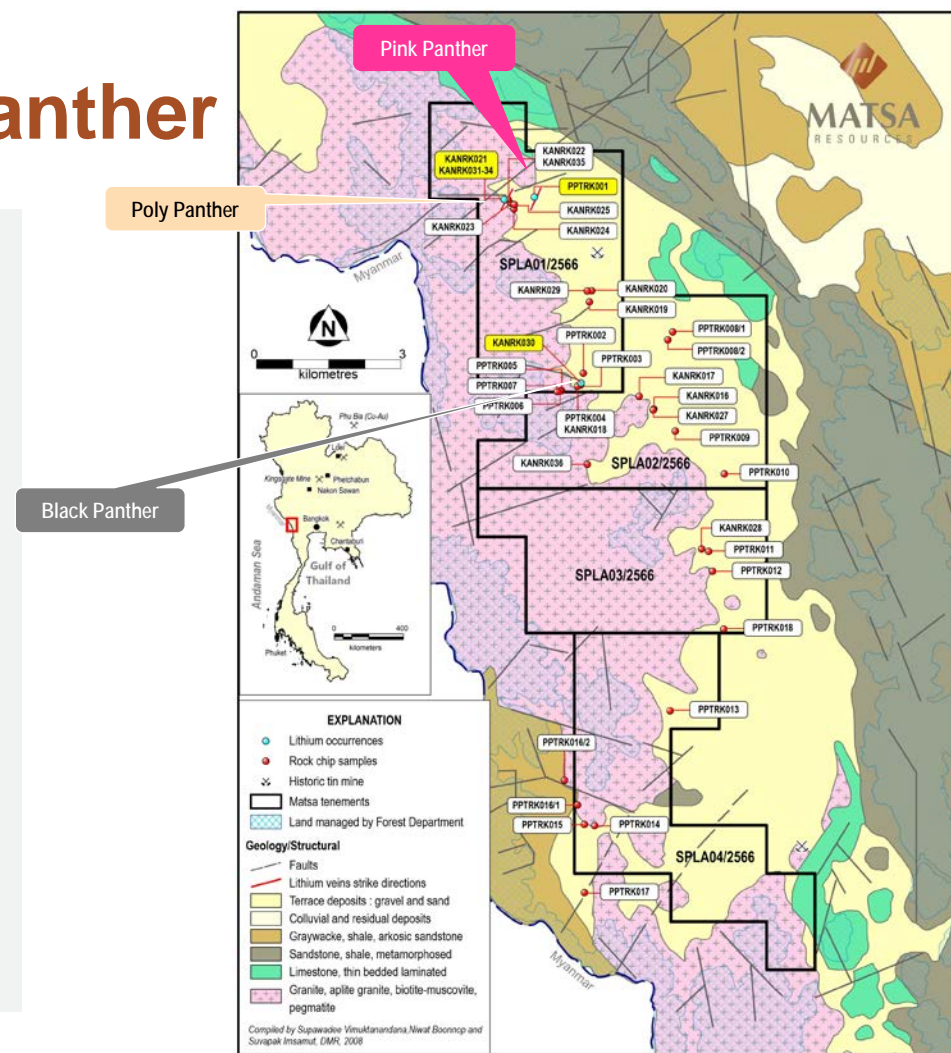 anther
Pink Panther
MATSA
RESOURCES
KANRK021
KANRK031-34
KANRK022
KANRK035
PPTRK001
Poly Panther
KANRK025
KANRK023
KANRK024
SPLA01/2566
Myanmar
KANRK029
KANRK020
KANRK019
N
0 3
kilometres
PPTRK002
PPTRK008/1
KANRK030
PPTRK003
PPTRK008/2
PPTRK005
KANRK017
PPTRK007
KANRK016
PPTRK006
PPTRK004
KANRK018
KANRK027
PPTRK009
KANRK036
SPLA02/2566
PPTRK010
Black Panther
Phu Bia (Cu-Au)
Loei
Kingsgate Mine
Phetchabun
Nakon Sawan
Myanmar
Bangkok
Chantaburi
Andaman Sea
Gulf of
Thailand
0 400
kilometers
Phuket
KANRK028
PPTRK011
SPLA03/2566
PPTRK012
PPTRK018
PPTRK013
PPTRK016/2
PPTRK016/1
PPTRK015
PPTRK014
SPLA04/2566
PPTRK017
Myanmar
EXPLANATION
Lithium occurrences
Rock chip samples
Historic tin mine
Matsa tenements
Land managed by Forest Department
Geology/Structural
Faults
Lithium veins strike directions
Terrace deposits : gravel and sand
Colluvial and residual deposits
Graywacke, shale, arkosic sandstone
Sandstone, shale, metamorphosed
Limestone, thin bedded laminated
Granite, aplite granite, biotite-muscovite,
pegmatite
Compiled by Supawadee Vimuktanandana,Niwat Boonnop and
Suvapak Imsamut, DMR, 2008